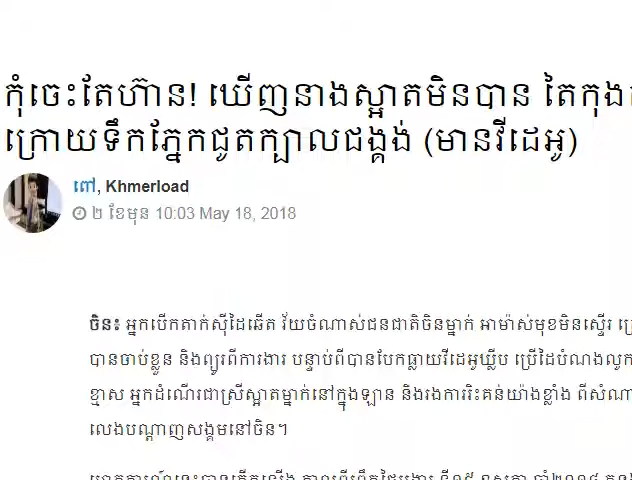 កុំចេះតែហ៊ាន! ឃើញនាងស្អាតមិនបាន តៃកុង
ក្រោយទឹកភ្នែកជូតក្បាលជង្គង់ (មានវីដេអូ)
ពៅ, Khmerload
២ ខែមុន 10:03 May 18, 2018
ចិន៖ អ្នកបើកតាក់ស៊ីដៃឆើត វ័យចំណាស់ជនជាតិចិនម្នាក់ អាម៉ាស់មុខមិនស្ទើរ
បានចាប់ខ្លួន និងព្យួរពីការងារ បន្ទាប់ពីបានបែកធ្លាយវីដេអូឃ្លីប ប្រើដៃបំណងលូក
ខ្មាស អ្នកដំណើរជាស្រីស្អាតម្នាក់នៅក្នុងឡាន និងរងការរិះគន់យ៉ាងខ្លាំង ពីសំណា
លេងបណ្ដាញសង្គមនៅចិន។